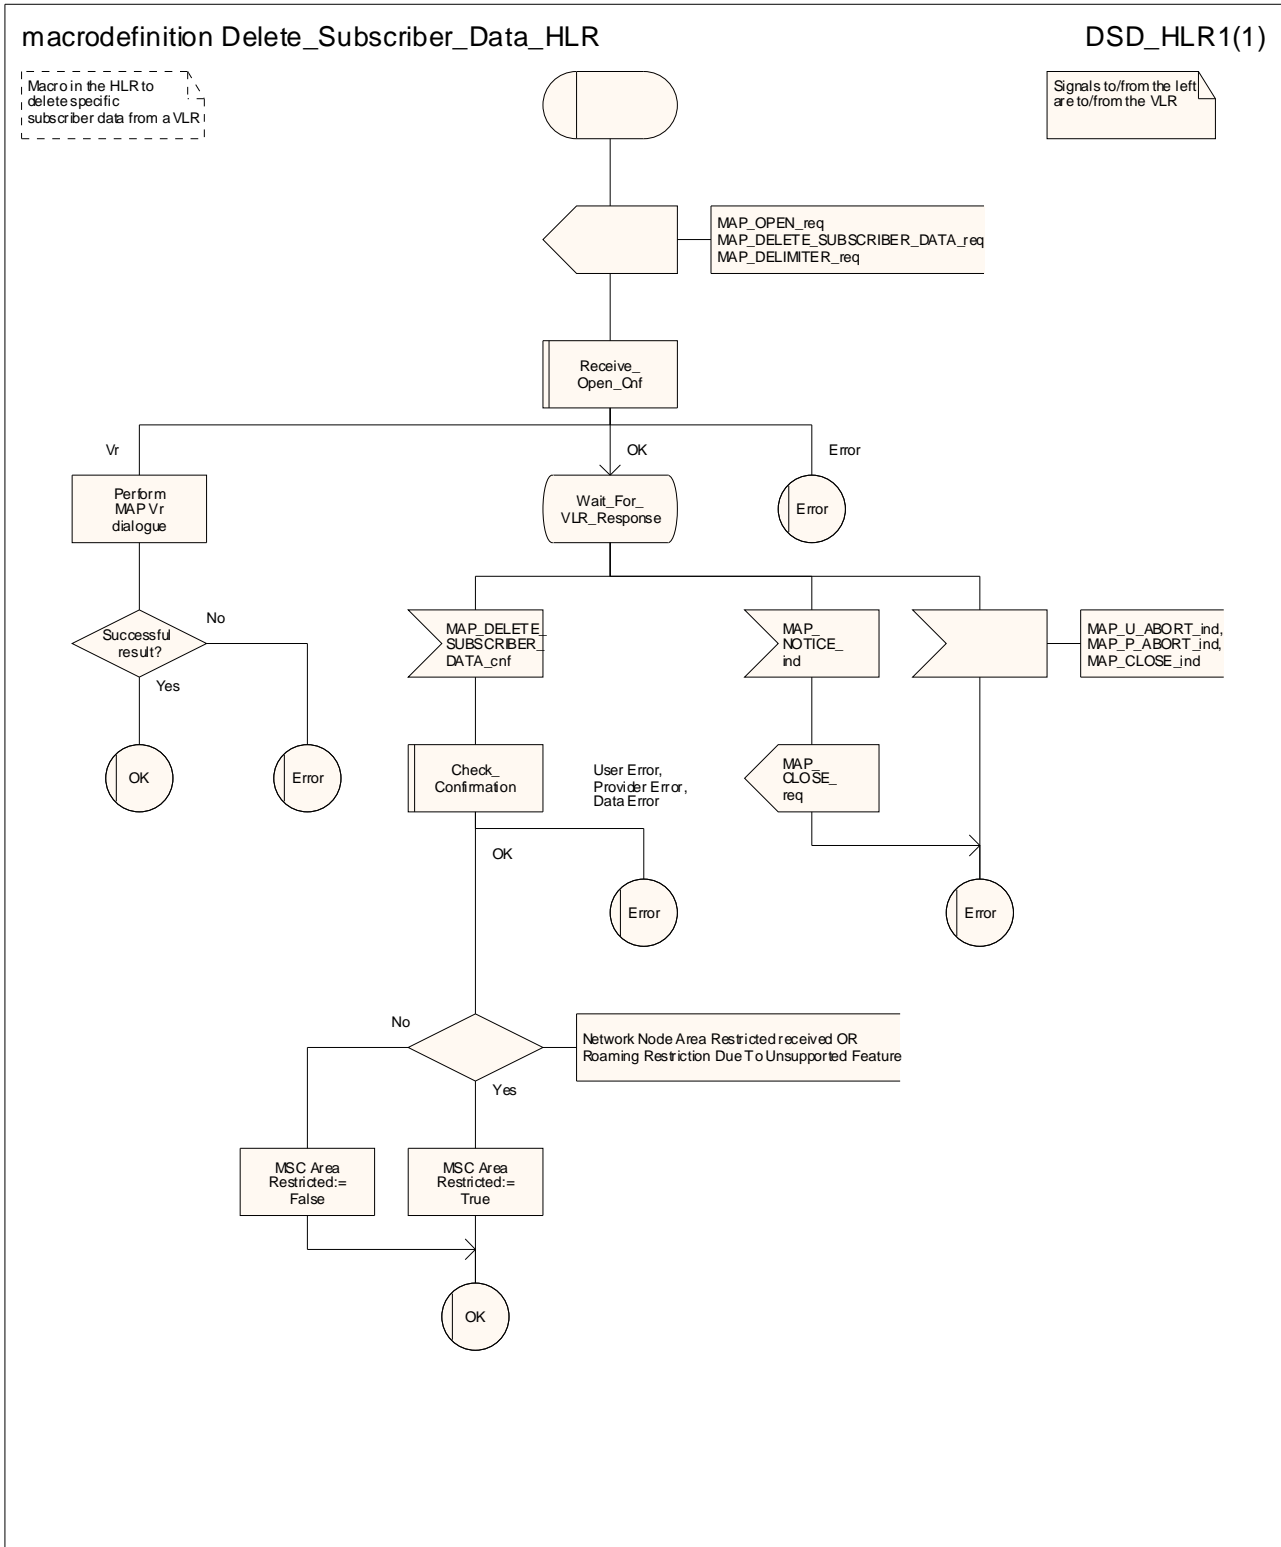 macrodefinition Delete_Subscriber_Data_HLR
DSD_HLR1(1)
Macro in the HLR to
delete specific
subscriber data from a VLR
Signals to/from the left
are to/from the VLR
MAP_OPEN_req
MAP_DELETE_SUBSCRIBER_DATA_req
MAP_DELIMITER_req
Receive_
Open_Cnf
Vr
OK
Error
Perform
MAP Vr
dialogue
Wait_For_
VLR_Response
Error
Successful
result?
No
Yes
MAP_DELETE_
SUBSCRIBER_
DATA_cnf
MAP_
NOTICE_
ind
MAP_U_ABORT_ind,
MAP_P_ABORT_ind,
MAP_CLOSE_ind
OK
Error
Check_
Confirmation
User Error,
Provider Error,
Data Error
MAP_
CLOSE_
req
OK
Error
Error
No
Network Node Area Restricted received OR
Roaming Restriction Due To Unsupported Feature
Yes
MSC Area
Restricted:=
False
MSC Area
Restricted:=
True
OK